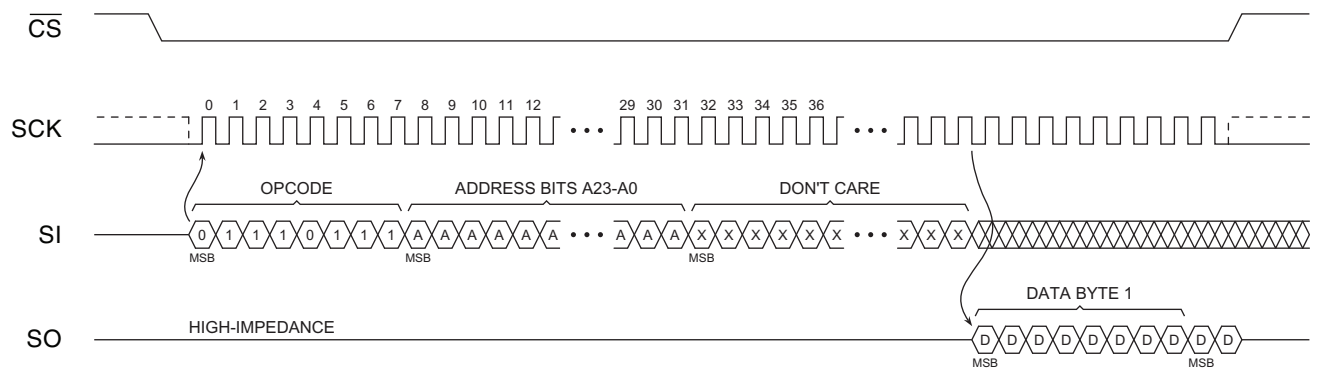 CS
0 1 2 3 4 5 6 7 8 9 10 11 12 29 30 31 32 33 34 35 36
SCK
OPCODE ADDRESS BITS A23-A0 DON'T CARE
SI 0 1 1 1 0 1 1 1 A A A A A A A A A X X X X X X X X X
MSB MSB MSB
DATA BYTE 1
HIGH-IMPEDANCE
SO D D D D D D D D D D
MSB MSB